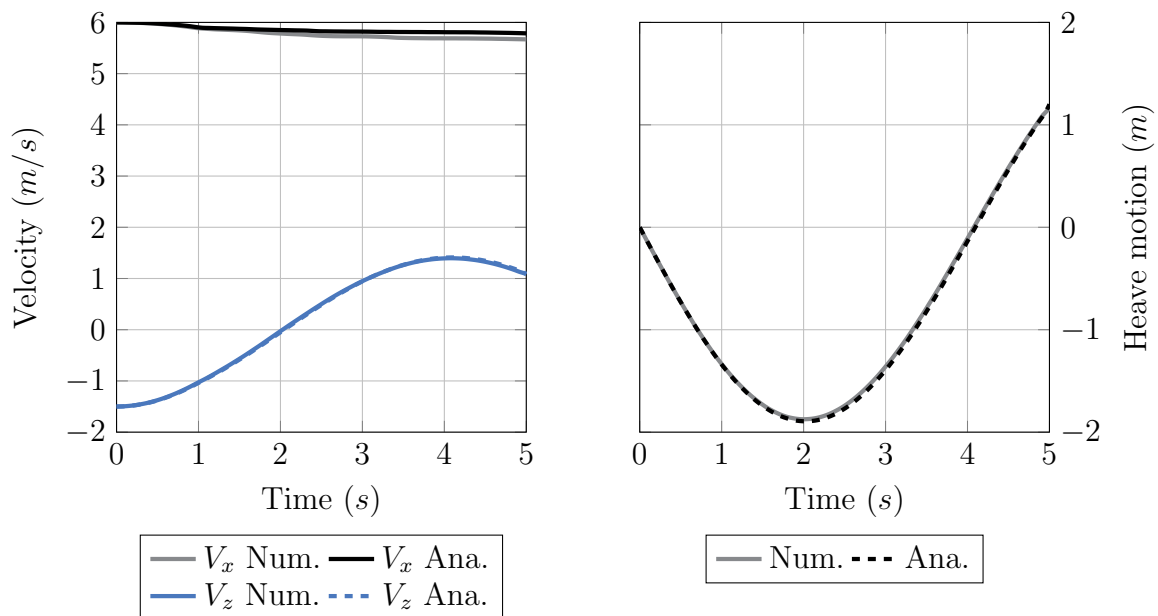 6
5
4
3
2
1
0
−1
−2
Velocity (m/s)
0 1 2 3 4 5
Time (s)
V_x Num. V_x Ana.
V_z Num. V_z Ana.
2
1
0
−1
−2
Heave motion (m)
0 1 2 3 4 5
Time (s)
Num. Ana.